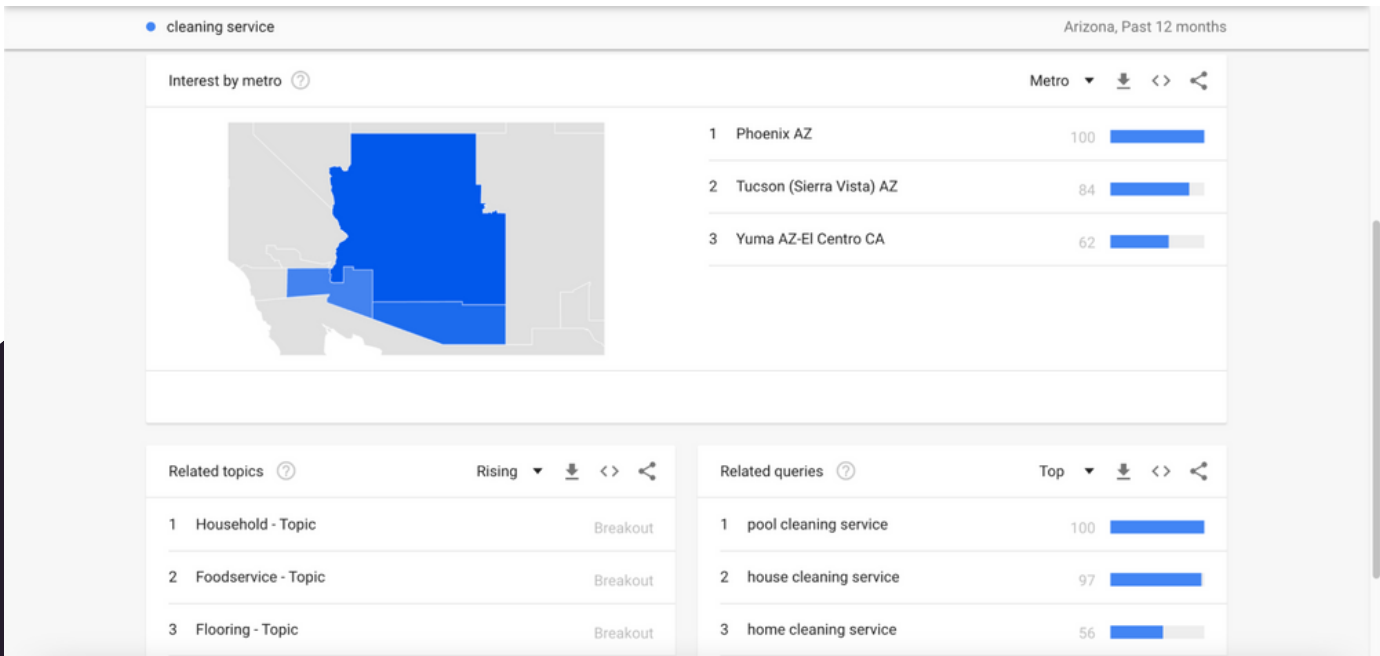 cleaning service
Arizona, Past 12 months
Interest by metro
Metro
1 Phoenix AZ 100
2 Tucson (Sierra Vista) AZ 84
3 Yuma AZ-El Centro CA 62
Related topics
Rising
1 Household - Topic Breakout
2 Foodservice - Topic Breakout
3 Flooring - Topic Breakout
Related queries
Top
1 pool cleaning service 100
2 house cleaning service 97
3 home cleaning service 56